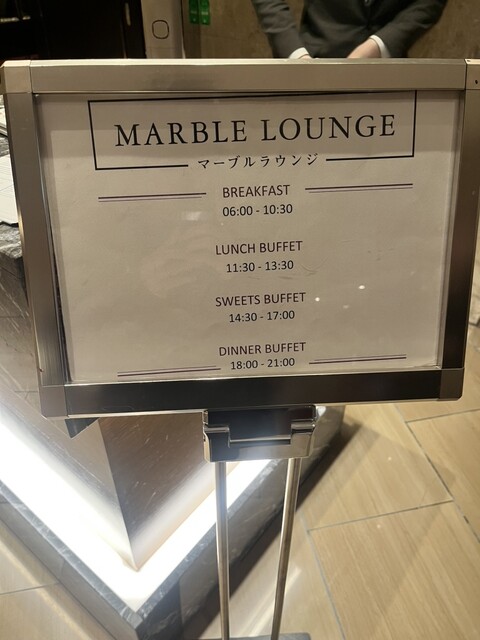 MARBLE LOUNGE
マーブルラウンジ
BREAKFAST
06:00 - 10:30
LUNCH BUFFET
11:30 - 13:30
SWEETS BUFFET
14:30 - 17:00
DINNER BUFFET
18:00 - 21:00